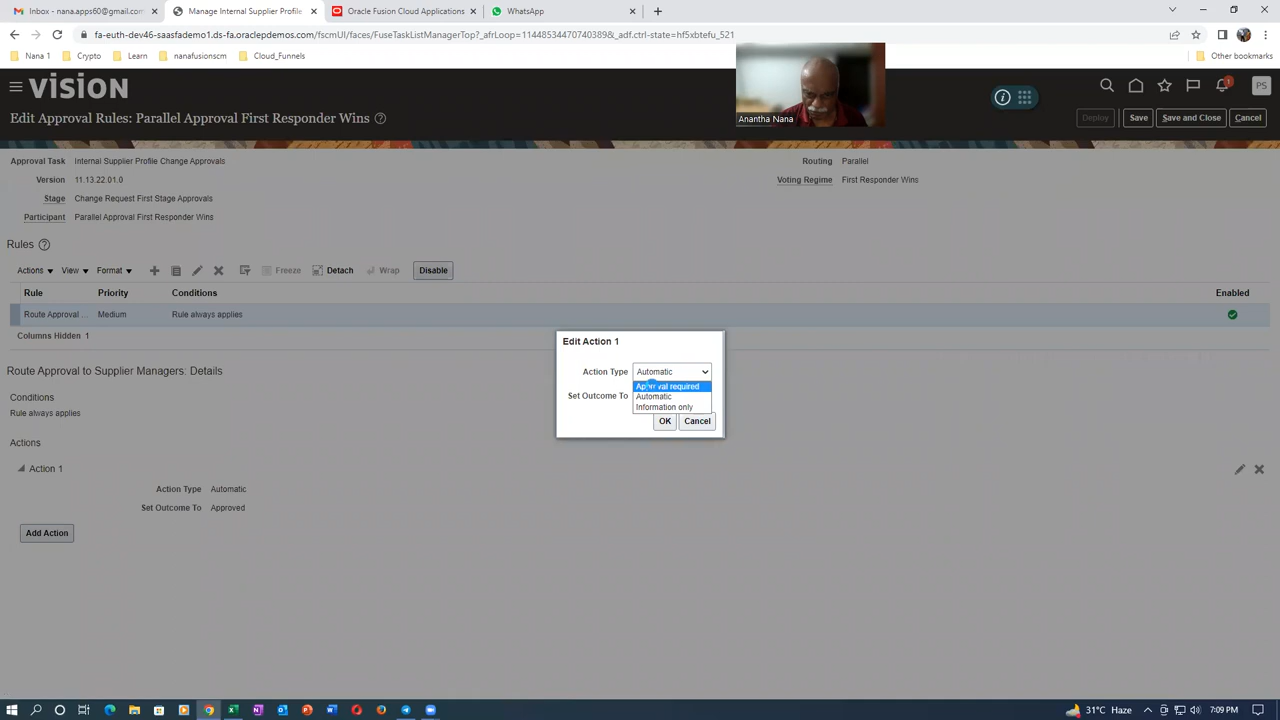 Inbox - nana.apps60@gmail.com
Manage Internal Supplier Profile
Oracle Fusion Cloud Applications
WhatsApp
fa-euth-dev46-saasfademo1.ds-fa.oraclepdemos.com/fscmUI/faces/FuseTaskListManagerTop?_afrLoop=11448534470740389&_adf.ctrl-state=hf5xbtefu_521
Nana 1
Crypto
Learn
nanafusionscm
Cloud_Funnels
Other bookmarks
vision
1
PS
Anantha Nana
Edit Approval Rules: Parallel Approval First Responder Wins
Deploy
Save
Save and Close
Cancel
Approval Task Internal Supplier Profile Change Approvals
Routing Parallel
Version 11.13.22.01.0
Voting Regime First Responder Wins
Stage Change Request First Stage Approvals
Participant Parallel Approval First Responder Wins
Rules
Actions View Format Freeze Detach Wrap Disable
Rule Priority Conditions Enabled
Route Approval ... Medium Rule always applies
Columns Hidden 1
Edit Action 1
Action Type Automatic
Approval required
Automatic
Information only
Set Outcome To
OK Cancel
Route Approval to Supplier Managers: Details
Conditions
Rule always applies
Actions
Action 1
Action Type Automatic
Set Outcome To Approved
Add Action
31°C Haze
7:09 PM